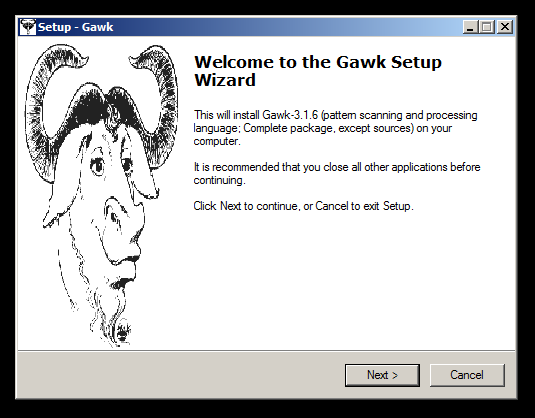 Setup - Gawk
Welcome to the Gawk Setup
Wizard
This will install Gawk-3.1.6 (pattern scanning and processing
language; Complete package, except sources) on your
computer.
It is recommended that you close all other applications before
continuing.
Click Next to continue, or Cancel to exit Setup.
Next >
Cancel